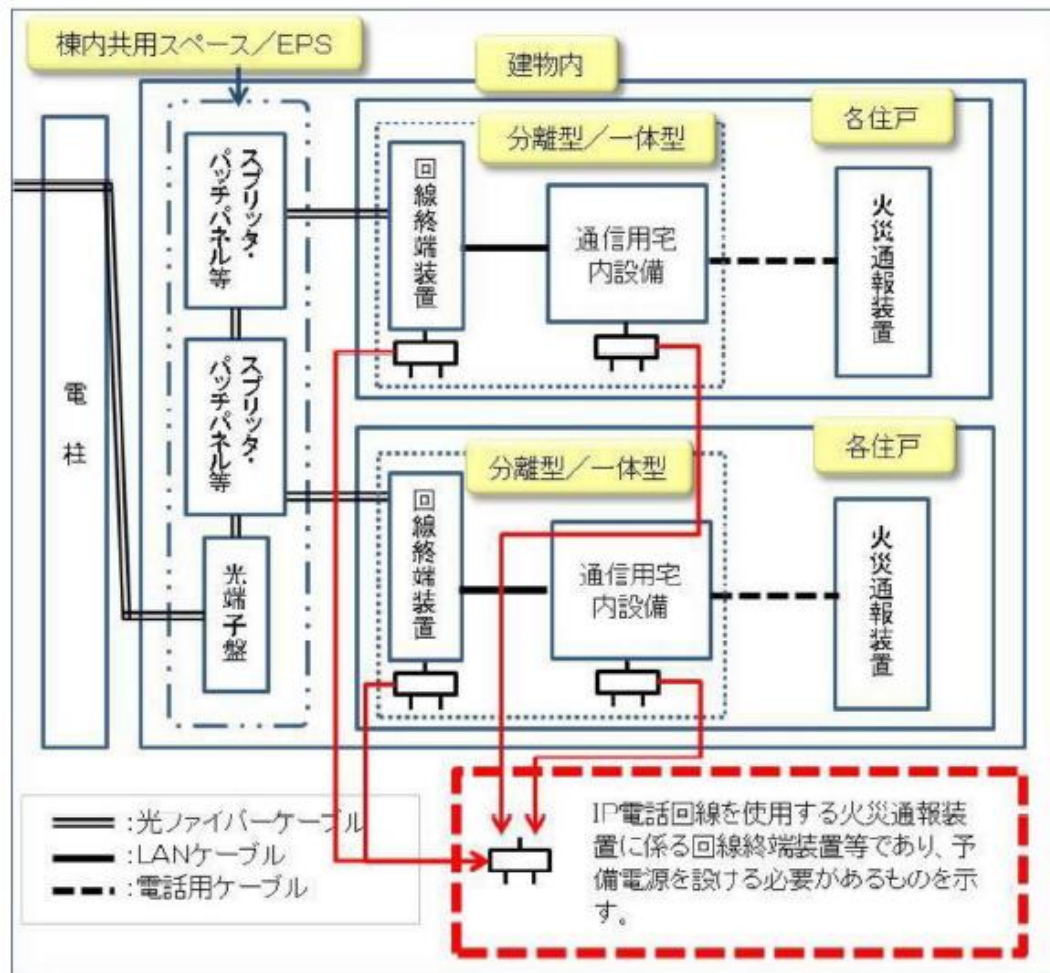 棟内共用スペース／EPS
建物内
各住戸
分離型／一体型
電柱
スプリッタ・
パッチパネル等
回線終端装置
通信用宅
内設備
火災通報装置
スプリッタ・
パッチパネル等
光端子盤
各住戸
分離型／一体型
回線終端装置
通信用宅
内設備
火災通報装置
:光ファイバーケーブル
:LANケーブル
:電話用ケーブル
IP電話回線を使用する火災通報装
置に係る回線終端装置等であり、予
備電源を設ける必要があるものを示
す。